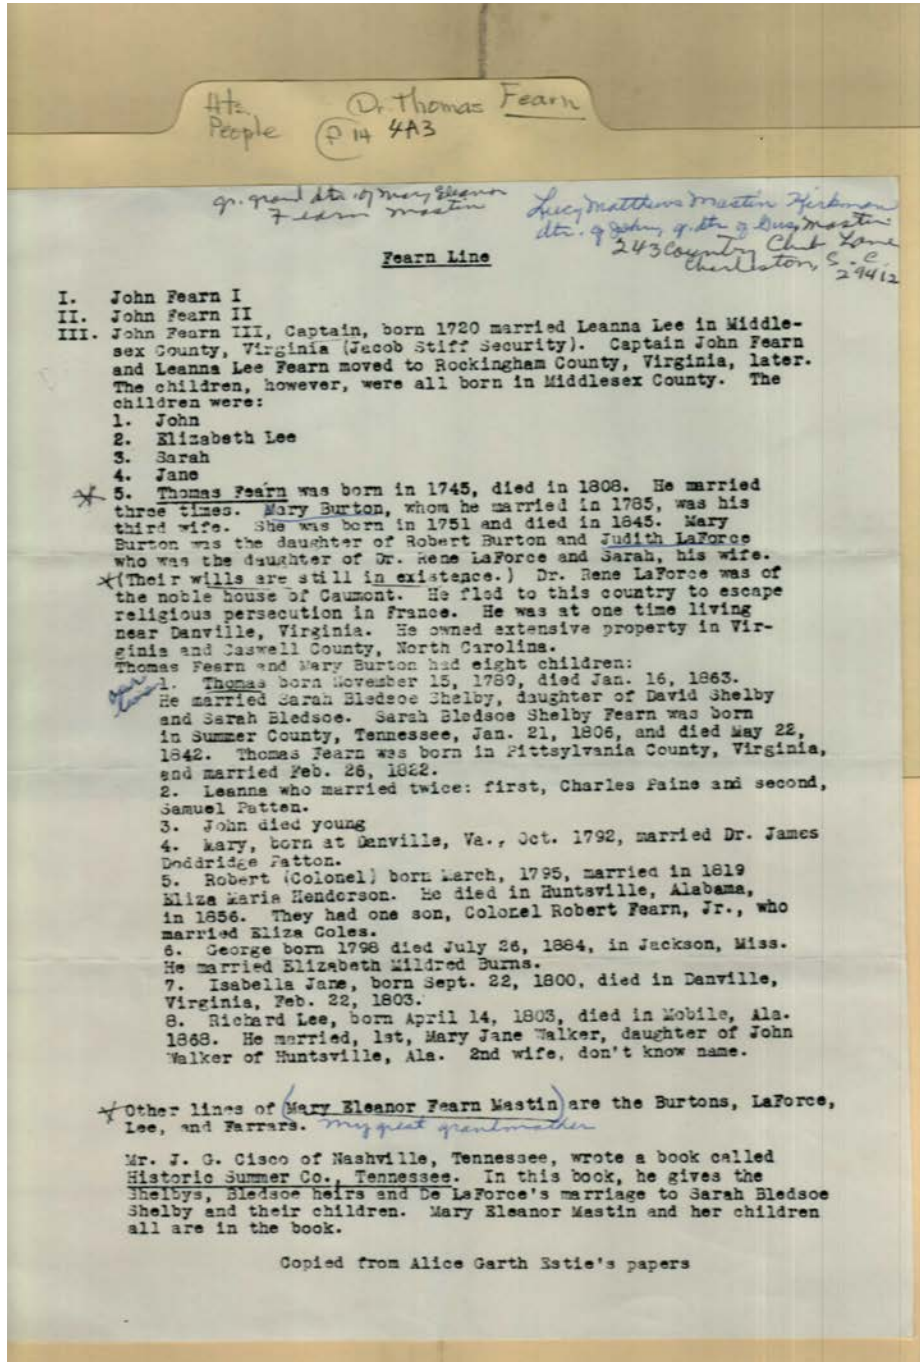 Hts. Dr. Thomas Fearn
People P 14 4A3
gr. grand dtr. of Mary Eleanor
Fearn Mastin
Lucy Matthews Mastin Kirkman
dtr. of John, g. dtr of Gus, Mastin
243 Country Club Lane
Charleston, S. C.
29412
Fearn Line
I. John Fearn I
II. John Fearn II
III. John Fearn III, Captain, born 1720 married Leanna Lee in Middle-
sex County, Virginia (Jacob Stiff Security). Captain John Fearn
and Leanna Lee Fearn moved to Rockingham County, Virginia, later.
The children, however, were all born in Middlesex County. The
children were:
1. John
2. Elizabeth Lee
3. Sarah
4. Jane
5. Thomas Fearn was born in 1745, died in 1808. He married
three times. Mary Burton, whom he married in 1785, was his
third wife. She was born in 1751 and died in 1845. Mary
Burton was the daughter of Robert Burton and Judith LaForce
who was the daughter of Dr. Rene LaForce and Sarah, his wife.
(Their wills are still in existence.) Dr. Rene LaForce was of
the noble house of Caumont. He fled to this country to escape
religious persecution in France. He was at one time living
near Danville, Virginia. He owned extensive property in Vir-
ginia and Caswell County, North Carolina.
Thomas Fearn and Mary Burton had eight children:
our line
1. Thomas born November 15, 1789, died Jan. 16, 1863.
He married Sarah Bledsoe Shelby, daughter of David Shelby
and Sarah Bledsoe. Sarah Bledsoe Shelby Fearn was born
in Summer County, Tennessee, Jan. 21, 1806, and died May 22,
1842. Thomas Fearn was born in Pittsylvania County, Virginia,
and married Feb. 26, 1822.
2. Leanna who married twice: first, Charles Paine and second,
Samuel Patten.
3. John died young
4. Mary, born at Danville, Va., Oct. 1792, married Dr. James
Doddridge Patton.
5. Robert (Colonel) born March, 1795, married in 1819
Eliza Maria Henderson. He died in Huntsville, Alabama,
in 1856. They had one son, Colonel Robert Fearn, Jr., who
married Eliza Coles.
6. George born 1798 died July 26, 1884, in Jackson, Miss.
He married Elizabeth Mildred Burns.
7. Isabella Jane, born Sept. 22, 1800, died in Danville,
Virginia, Feb. 22, 1803.
8. Richard Lee, born April 14, 1803, died in Mobile, Ala.
1868. He married, 1st, Mary Jane Walker, daughter of John
Walker of Huntsville, Ala. 2nd wife, don't know name.
Other lines of (Mary Eleanor Fearn Mastin) are the Burtons, LaForce,
Lee, and Farrars. My great grandmother
Mr. J. G. Cisco of Nashville, Tennessee, wrote a book called
Historic Summer Co., Tennessee. In this book, he gives the
Shelbys, Bledsoe heirs and De LaForce's marriage to Sarah Bledsoe
Shelby and their children. Mary Eleanor Mastin and her children
all are in the book.
Copied from Alice Garth Estie's papers